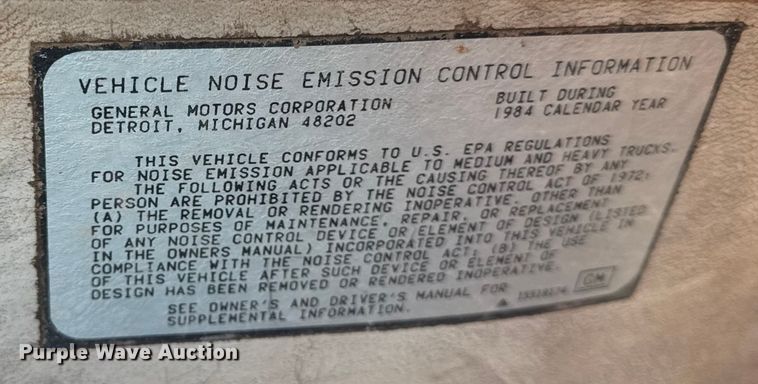 VEHICLE NOISE EMISSION CONTROL INFORMATION
GENERAL MOTORS CORPORATION
DETROIT, MICHIGAN 48202
BUILT DURING
1984 CALENDAR YEAR
THIS VEHICLE CONFORMS TO U.S. EPA REGULATIONS
FOR NOISE EMISSION APPLICABLE TO MEDIUM AND HEAVY TRUCKS.
THE FOLLOWING ACTS OR THE CAUSING THEREOF BY ANY
PERSON ARE PROHIBITED BY THE NOISE CONTROL ACT OF 1972:
(A) THE REMOVAL OR RENDERING INOPERATIVE, OTHER THAN
FOR PURPOSES OF MAINTENANCE, REPAIR, OR REPLACEMENT
OF ANY NOISE CONTROL DEVICE OR ELEMENT OF DESIGN (LISTED
IN THE OWNERS MANUAL) INCORPORATED INTO THIS VEHICLE IN
COMPLIANCE WITH THE NOISE CONTROL ACT; (B) THE USE
OF THIS VEHICLE AFTER SUCH DEVICE OR ELEMENT OF
DESIGN HAS BEEN REMOVED OR RENDERED INOPERATIVE.
SEE OWNER'S AND DRIVER'S MANUAL FOR
SUPPLEMENTAL INFORMATION.
GM
Purple Wave Auction